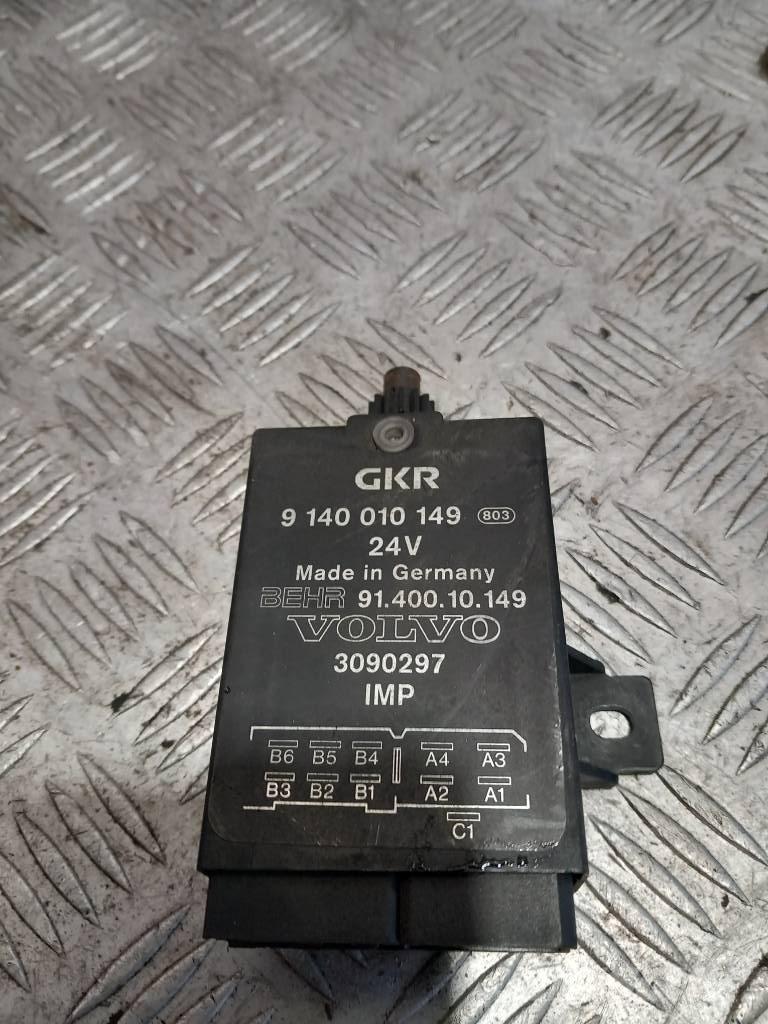 GKR
9 140 010 149 803
24V
Made in Germany
BEHR 91.400.10.149
VOLVO
3090297
IMP
B6 B5 B4 A4 A3
B3 B2 B1 A2 A1
C1